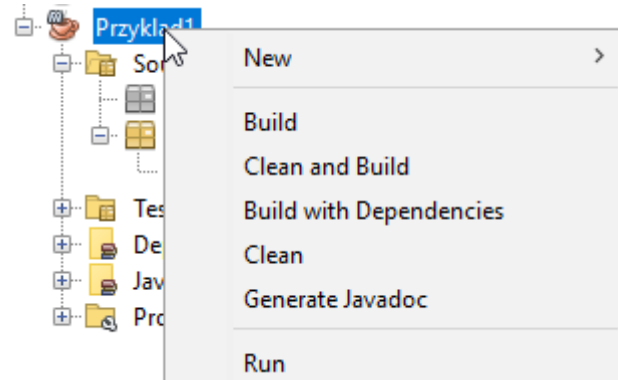 Przyklad1
New
Build
Clean and Build
Build with Dependencies
Clean
Generate Javadoc
Run